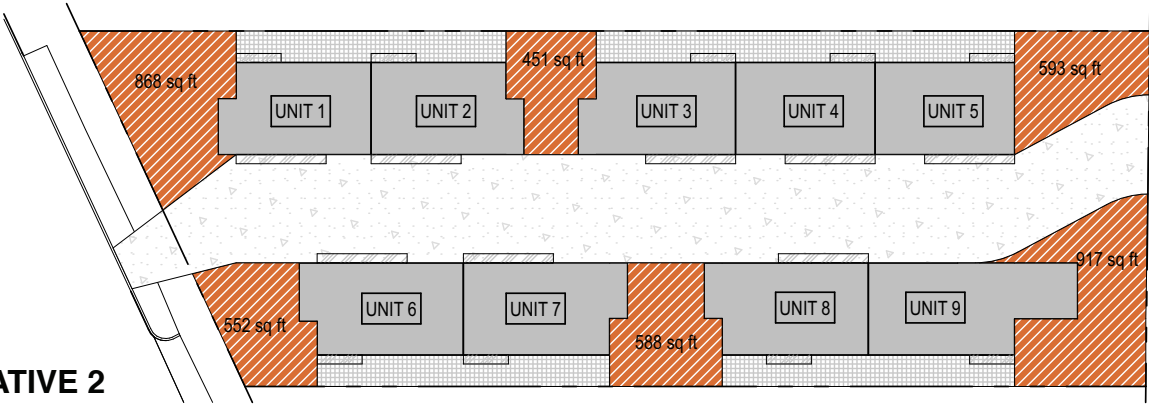 451 sq ft
593 sq ft
868 sq ft
UNIT 1
UNIT 2
UNIT 3
UNIT 4
UNIT 5
917 sq ft
UNIT 6
UNIT 7
UNIT 8
UNIT 9
552 sq ft
588 sq ft
ATIVE 2